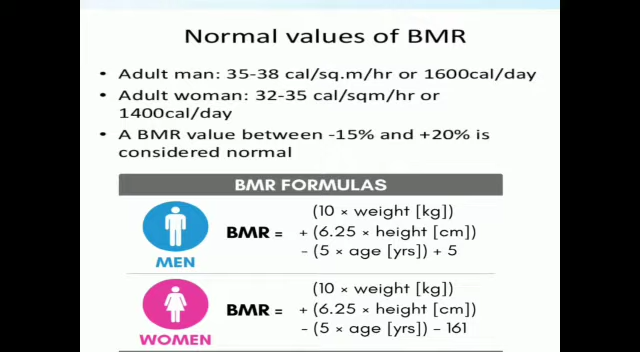 Normal values of BMR
• Adult man: 35-38 cal/sq.m/hr or 1600cal/day
• Adult woman: 32-35 cal/sqm/hr or
1400cal/day
• A BMR value between -15% and +20% is
considered normal
BMR FORMULAS
(10 × weight [kg])
BMR = + (6.25 × height [cm])
– (5 × age [yrs]) + 5
MEN
(10 × weight [kg])
BMR = + (6.25 × height [cm])
– (5 × age [yrs]) – 161
WOMEN